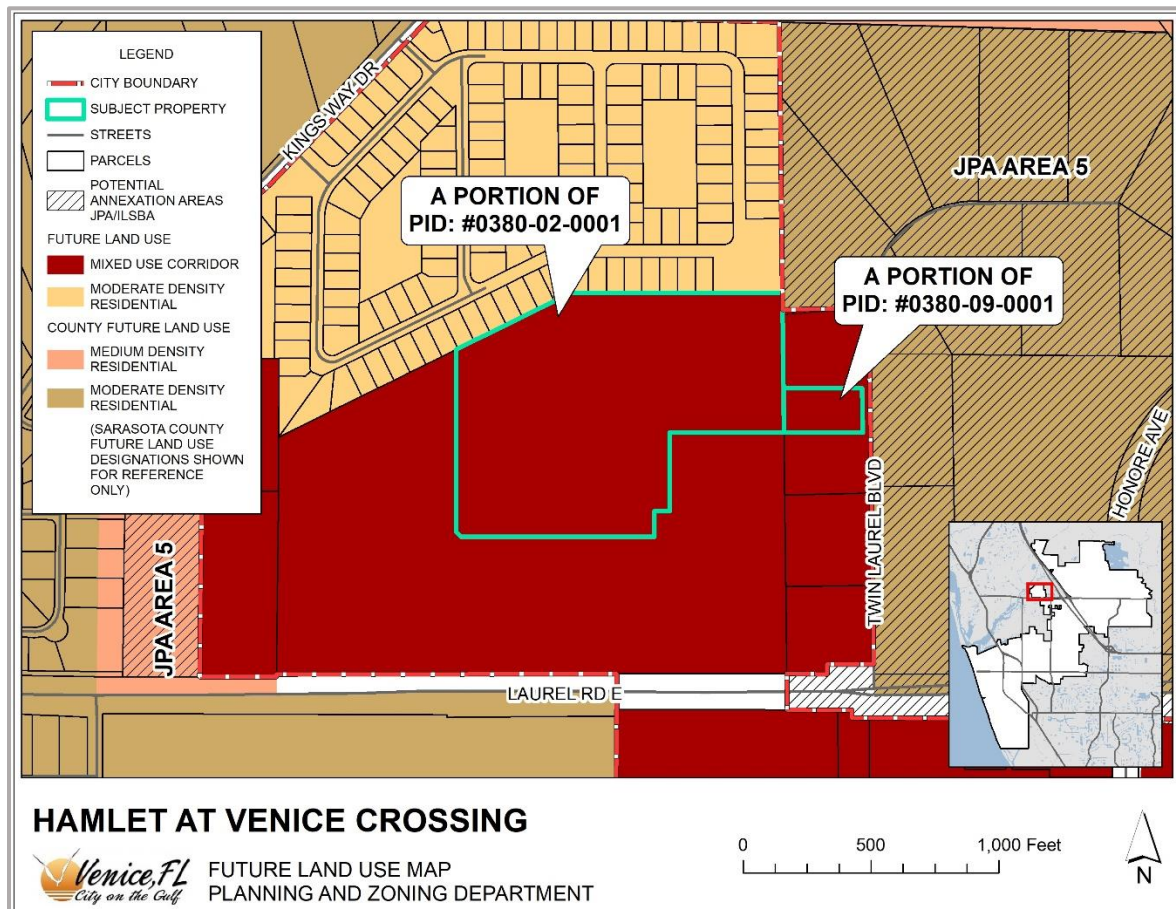 LEGEND
CITY BOUNDARY
SUBJECT PROPERTY
STREETS
PARCELS
POTENTIAL
ANNEXATION AREAS
JPA/ILSBA
FUTURE LAND USE
MIXED USE CORRIDOR
MODERATE DENSITY
RESIDENTIAL
COUNTY FUTURE LAND USE
MEDIUM DENSITY
RESIDENTIAL
MODERATE DENSITY
RESIDENTIAL
(SARASOTA COUNTY
FUTURE LAND USE
DESIGNATIONS SHOWN
FOR REFERENCE
ONLY)
KINGS WAY DR
A PORTION OF
PID: #0380-02-0001
JPA AREA 5
A PORTION OF
PID: #0380-09-0001
HONORE AVE
TWIN LAUREL BLVD
JPA AREA 5
LAUREL RD E
HAMLET AT VENICE CROSSING
Venice, FL
City on the Gulf
FUTURE LAND USE MAP
PLANNING AND ZONING DEPARTMENT
0 500 1,000 Feet
N